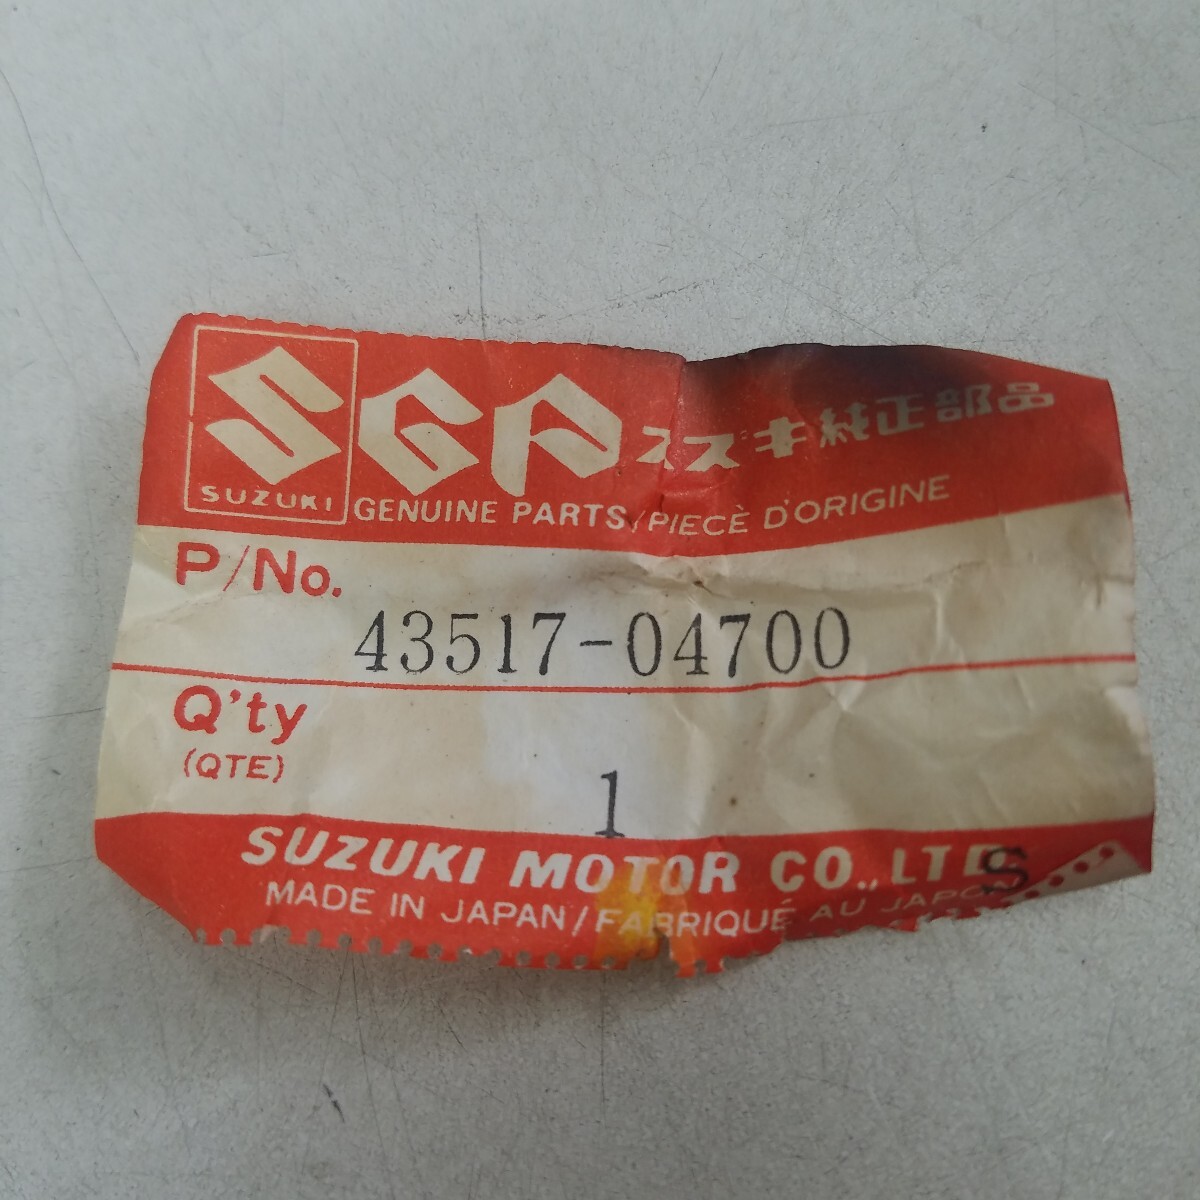 SUZUKI
SGP スズキ純正部品
GENUINE PARTS/PIECÈ D'ORIGINE
P/No.
43517-04700
Q'ty
(QTE)
1
SUZUKI MOTOR CO., LTD.
S
MADE IN JAPAN/FABRIQUÉ AU JAPON